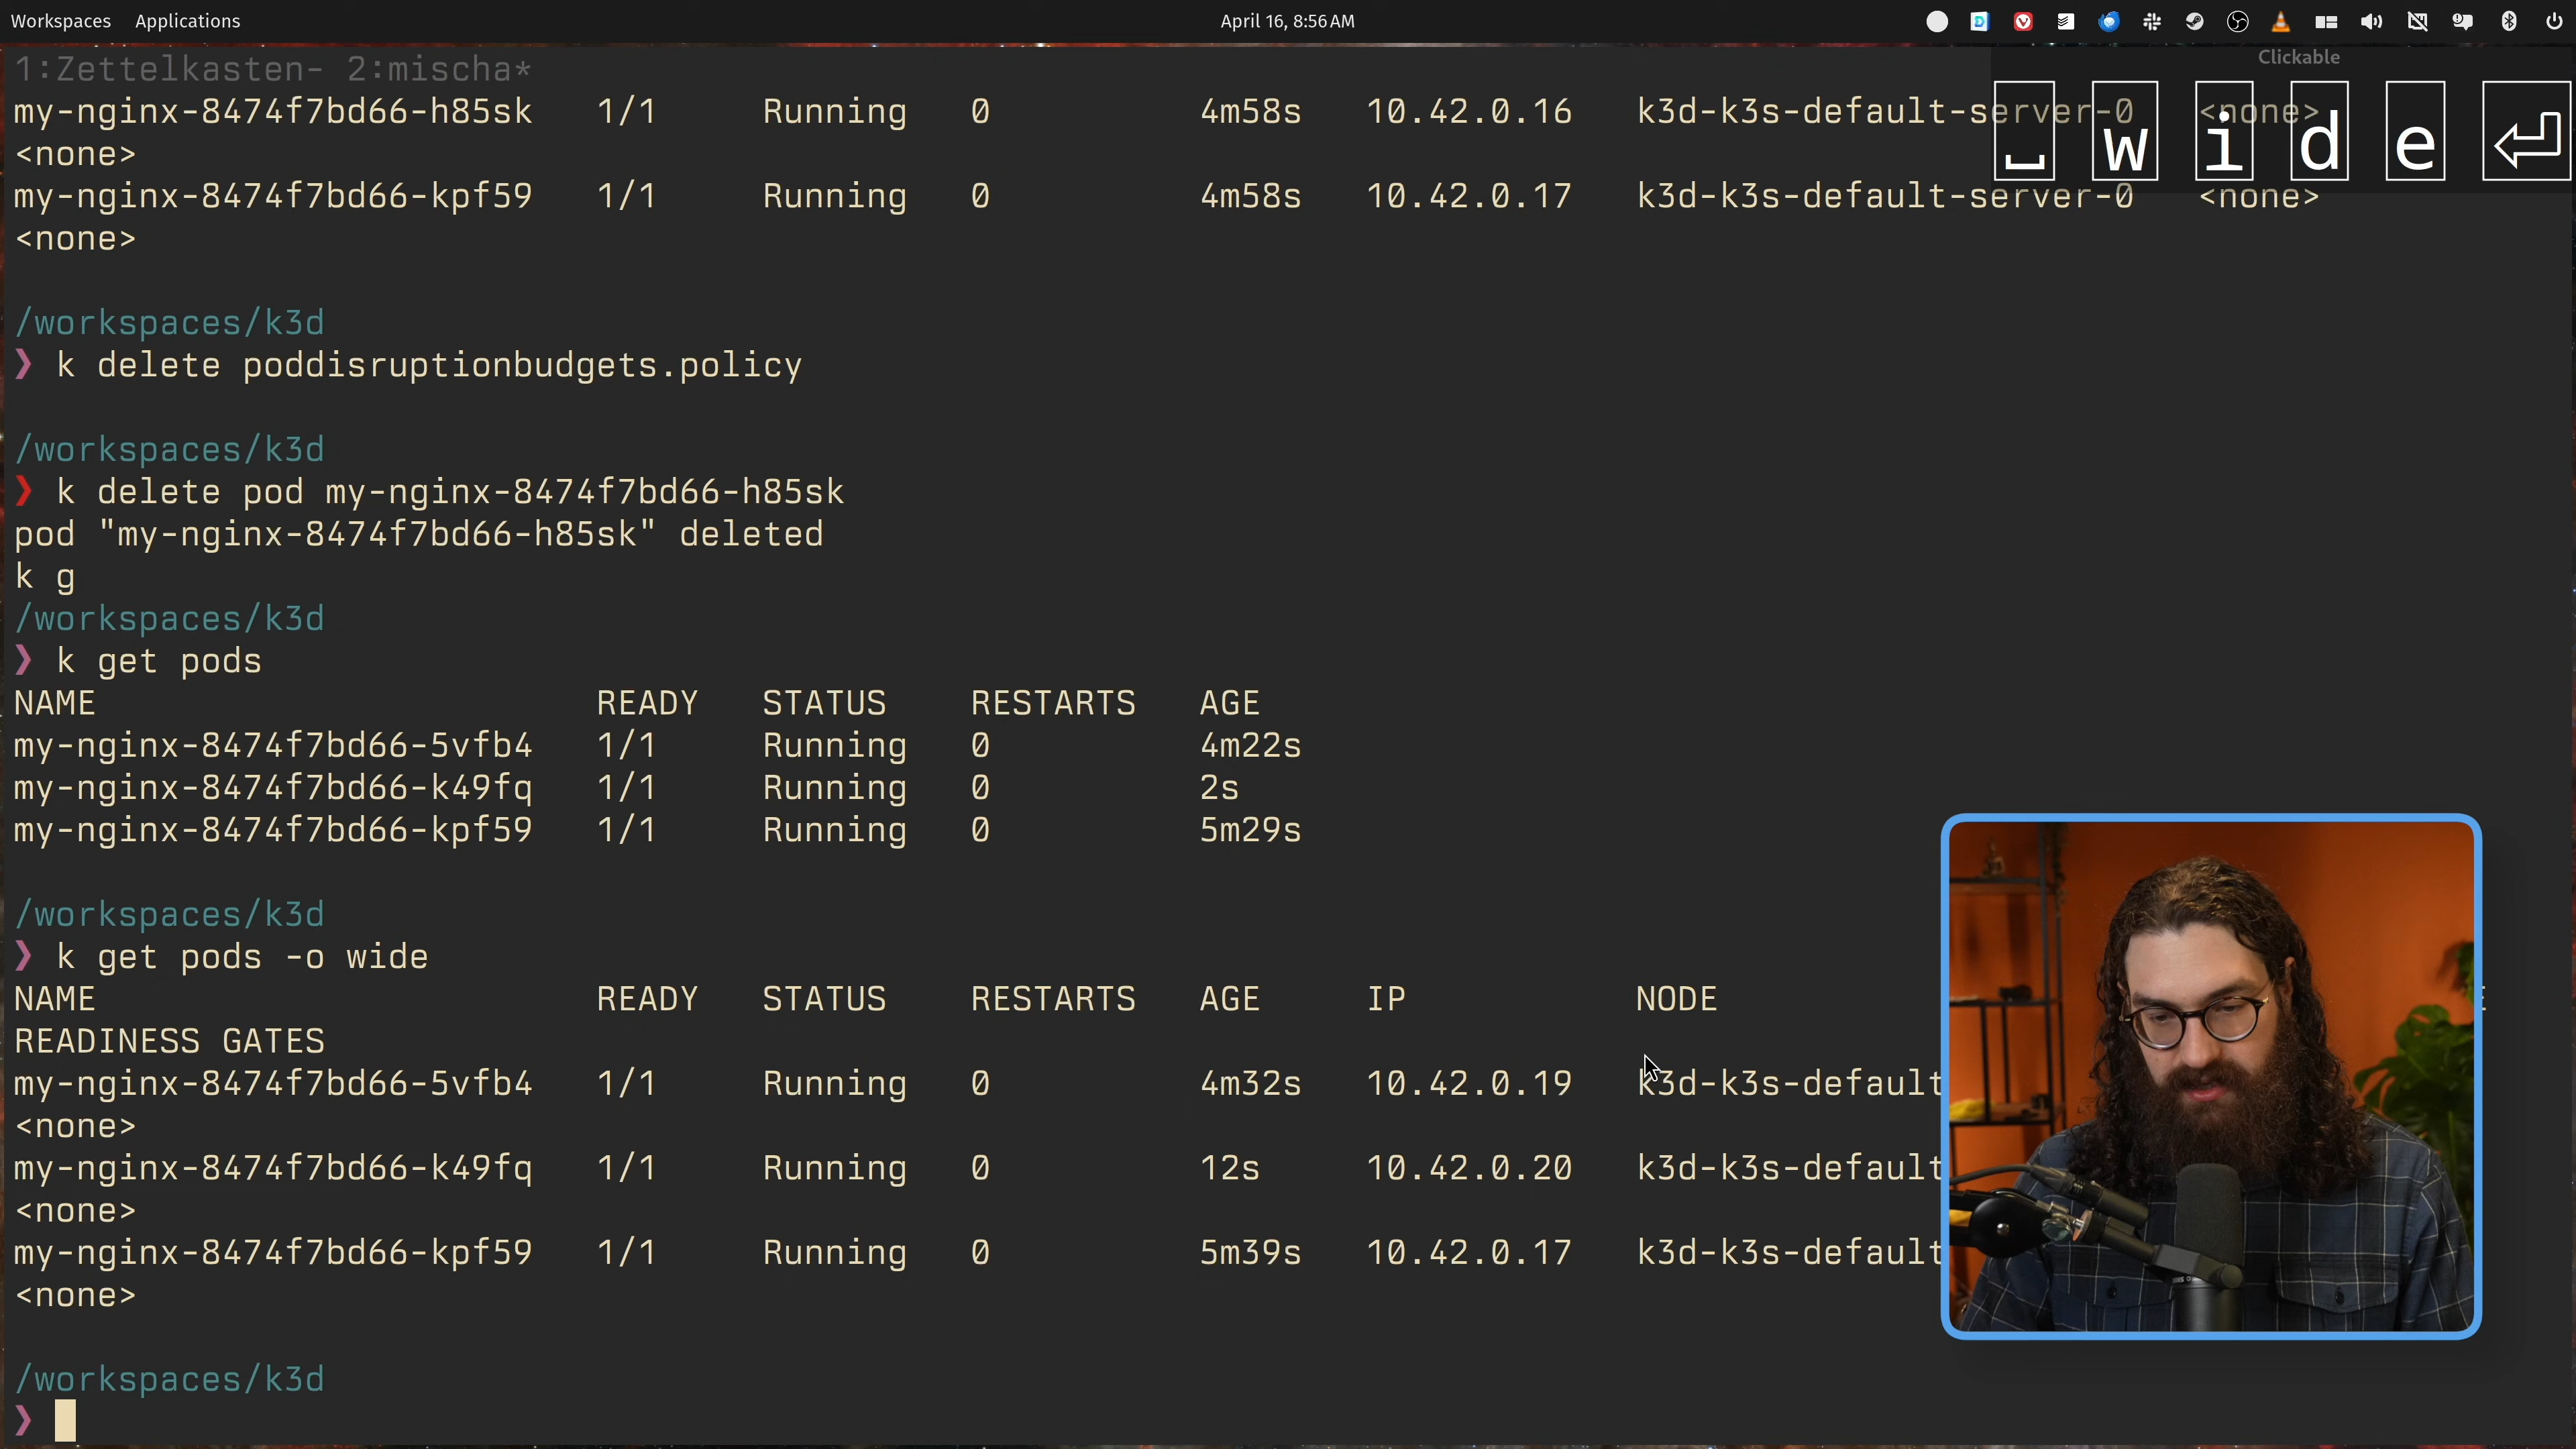 Workspaces Applications April 16, 8:56 AM
1:Zettelkasten- 2:mischa*
Clickable
␣ w i d e ⏎
my-nginx-8474f7bd66-h85sk 1/1 Running 0 4m58s 10.42.0.16 k3d-k3s-default-server-0 <none>
<none>
my-nginx-8474f7bd66-kpf59 1/1 Running 0 4m58s 10.42.0.17 k3d-k3s-default-server-0 <none>
<none>
/workspaces/k3d
❯ k delete poddisruptionbudgets.policy
/workspaces/k3d
❯ k delete pod my-nginx-8474f7bd66-h85sk
pod "my-nginx-8474f7bd66-h85sk" deleted
k g
/workspaces/k3d
❯ k get pods
NAME READY STATUS RESTARTS AGE
my-nginx-8474f7bd66-5vfb4 1/1 Running 0 4m22s
my-nginx-8474f7bd66-k49fq 1/1 Running 0 2s
my-nginx-8474f7bd66-kpf59 1/1 Running 0 5m29s
/workspaces/k3d
❯ k get pods -o wide
NAME READY STATUS RESTARTS AGE IP NODE
READINESS GATES
my-nginx-8474f7bd66-5vfb4 1/1 Running 0 4m32s 10.42.0.19 k3d-k3s-default
<none>
my-nginx-8474f7bd66-k49fq 1/1 Running 0 12s 10.42.0.20 k3d-k3s-default
<none>
my-nginx-8474f7bd66-kpf59 1/1 Running 0 5m39s 10.42.0.17 k3d-k3s-default
<none>
/workspaces/k3d
❯